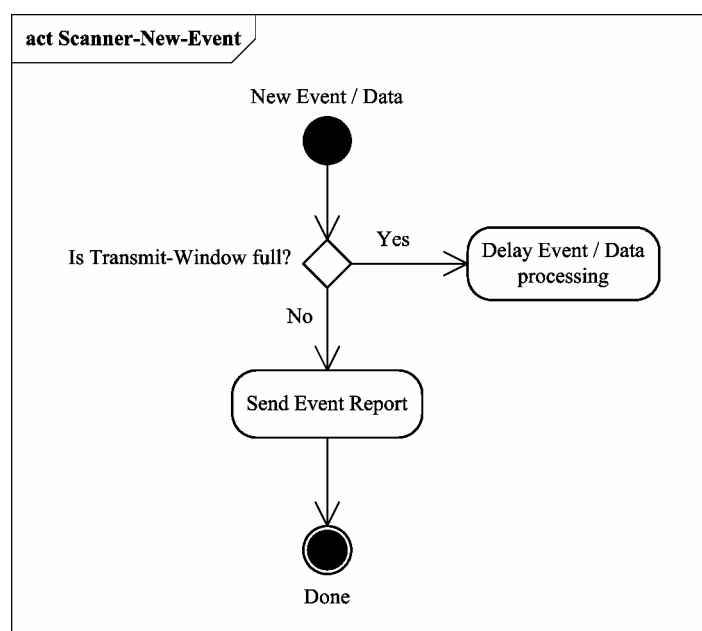 act Scanner-New-Event
New Event / Data
Is Transmit-Window full?
Yes
Delay Event / Data
processing
No
Send Event Report
Done